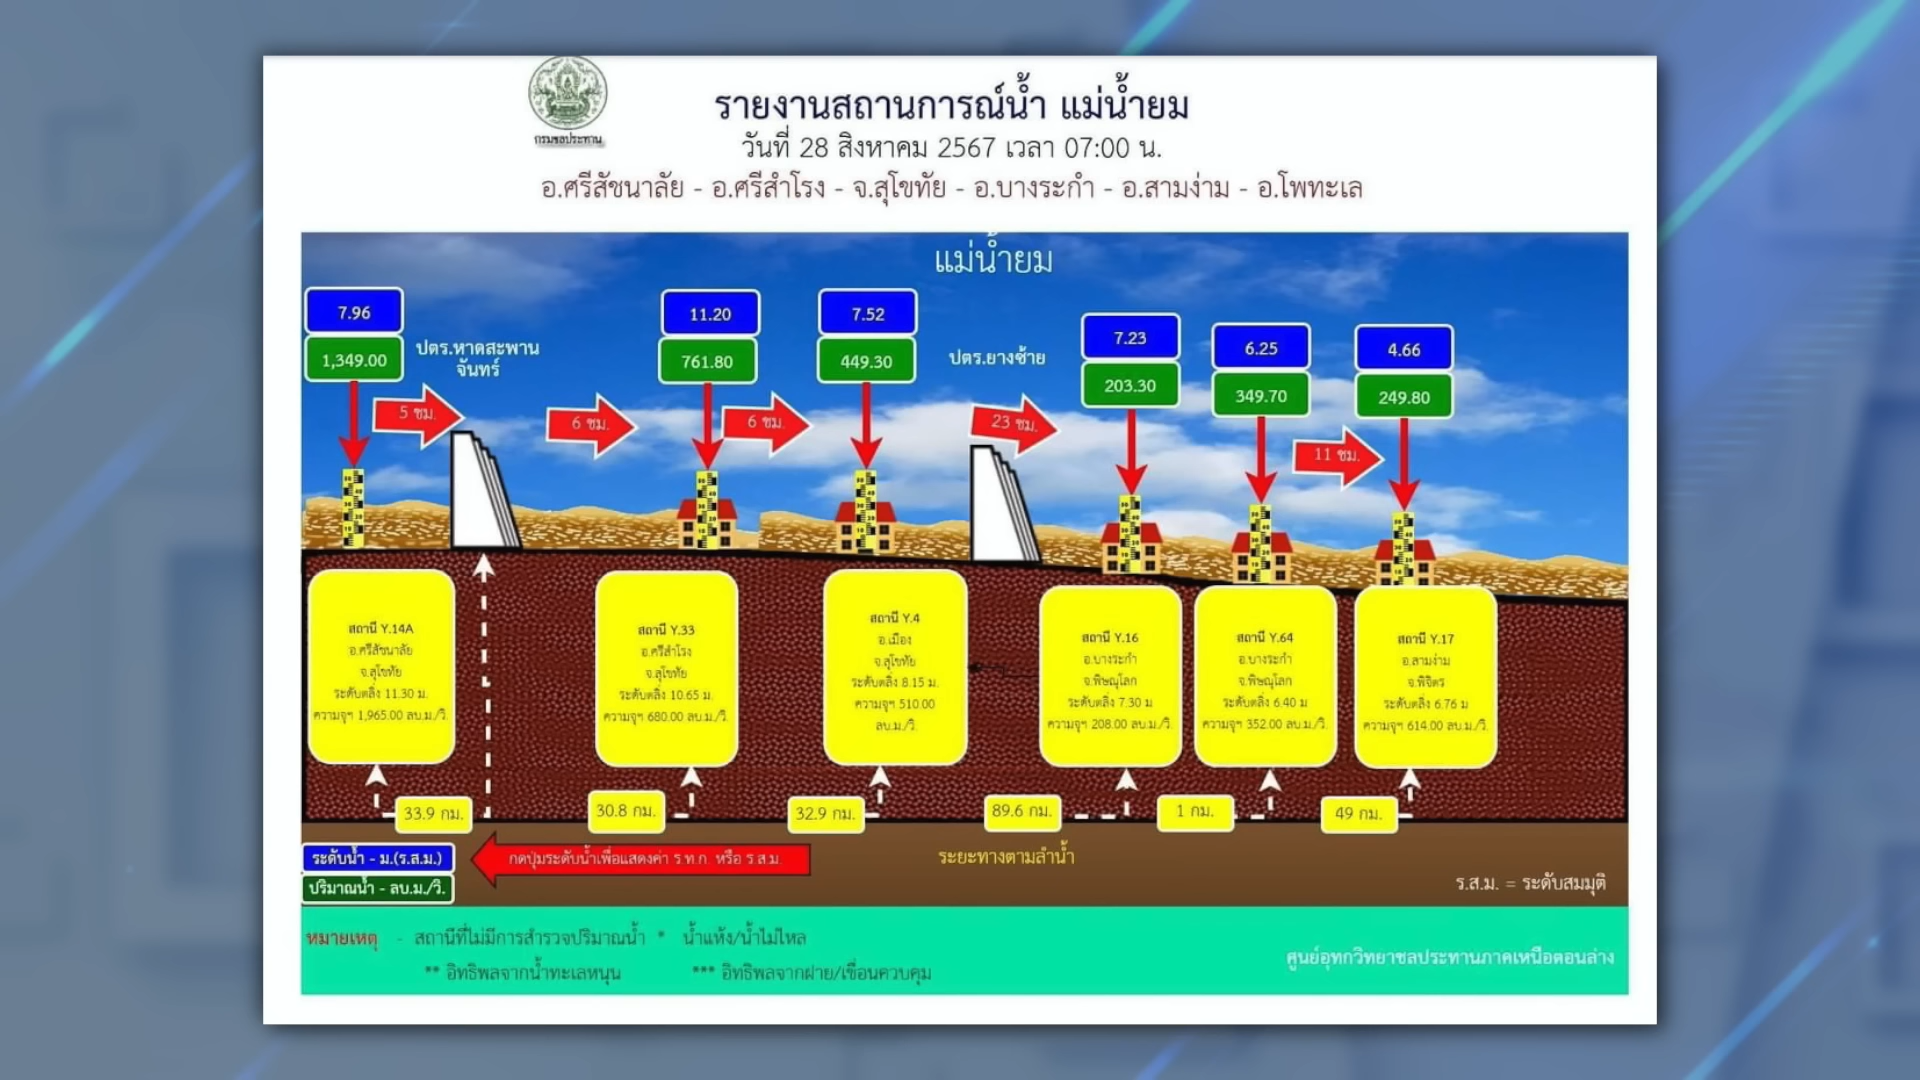 กรมชลประทาน
รายงานสถานการณ์น้ำ แม่น้ำยม
วันที่ 28 สิงหาคม 2567 เวลา 07:00 น.
อ.ศรีสัชนาลัย - อ.ศรีสำโรง - จ.สุโขทัย - อ.บางระกำ - อ.สามง่าม - อ.โพทะเล
แม่น้ำยม
7.96
1,349.00
ปตร.หาดสะพาน
จันทร์
11.20
761.80
7.52
449.30
ปตร.ยางซ้าย
7.23
203.30
6.25
349.70
4.66
249.80
5 ชม.
6 ชม.
6 ชม.
23 ชม.
11 ชม.
สถานี Y.14A
อ.ศรีสัชนาลัย
จ.สุโขทัย
ระดับตลิ่ง 11.30 ม.
ความจุฯ 1,965.00 ลบ.ม./วิ.
สถานี Y.33
อ.ศรีสำโรง
จ.สุโขทัย
ระดับตลิ่ง 10.65 ม.
ความจุฯ 680.00 ลบ.ม./วิ.
สถานี Y.4
อ.เมือง
จ.สุโขทัย
ระดับตลิ่ง 8.15 ม.
ความจุฯ 510.00
ลบ.ม./วิ.
สถานี Y.16
อ.บางระกำ
จ.พิษณุโลก
ระดับตลิ่ง 7.30 ม
ความจุฯ 208.00 ลบ.ม./วิ.
สถานี Y.64
อ.บางระกำ
จ.พิษณุโลก
ระดับตลิ่ง 6.40 ม
ความจุฯ 352.00 ลบ.ม./วิ.
สถานี Y.17
อ.สามง่าม
จ.พิจิตร
ระดับตลิ่ง 6.76 ม
ความจุฯ 614.00 ลบ.ม./วิ.
33.9 กม.
30.8 กม.
32.9 กม.
89.6 กม.
1 กม.
49 กม.
ระดับน้ำ - ม.(ร.ส.ม.)
กดปุ่มระดับน้ำเพื่อแสดงค่า ร.ท.ก. หรือ ร.ส.ม.
ระยะทางตามลำน้ำ
ปริมาณน้ำ - ลบ.ม./วิ.
ร.ส.ม. = ระดับสมมุติ
หมายเหตุ - สถานีที่ไม่มีการสำรวจปริมาณน้ำ * น้ำแห้ง/น้ำไม่ไหล
** อิทธิพลจากน้ำทะเลหนุน *** อิทธิพลจากฝาย/เขื่อนควบคุม
ศูนย์อุทกวิทยาชลประทานภาคเหนือตอนล่าง